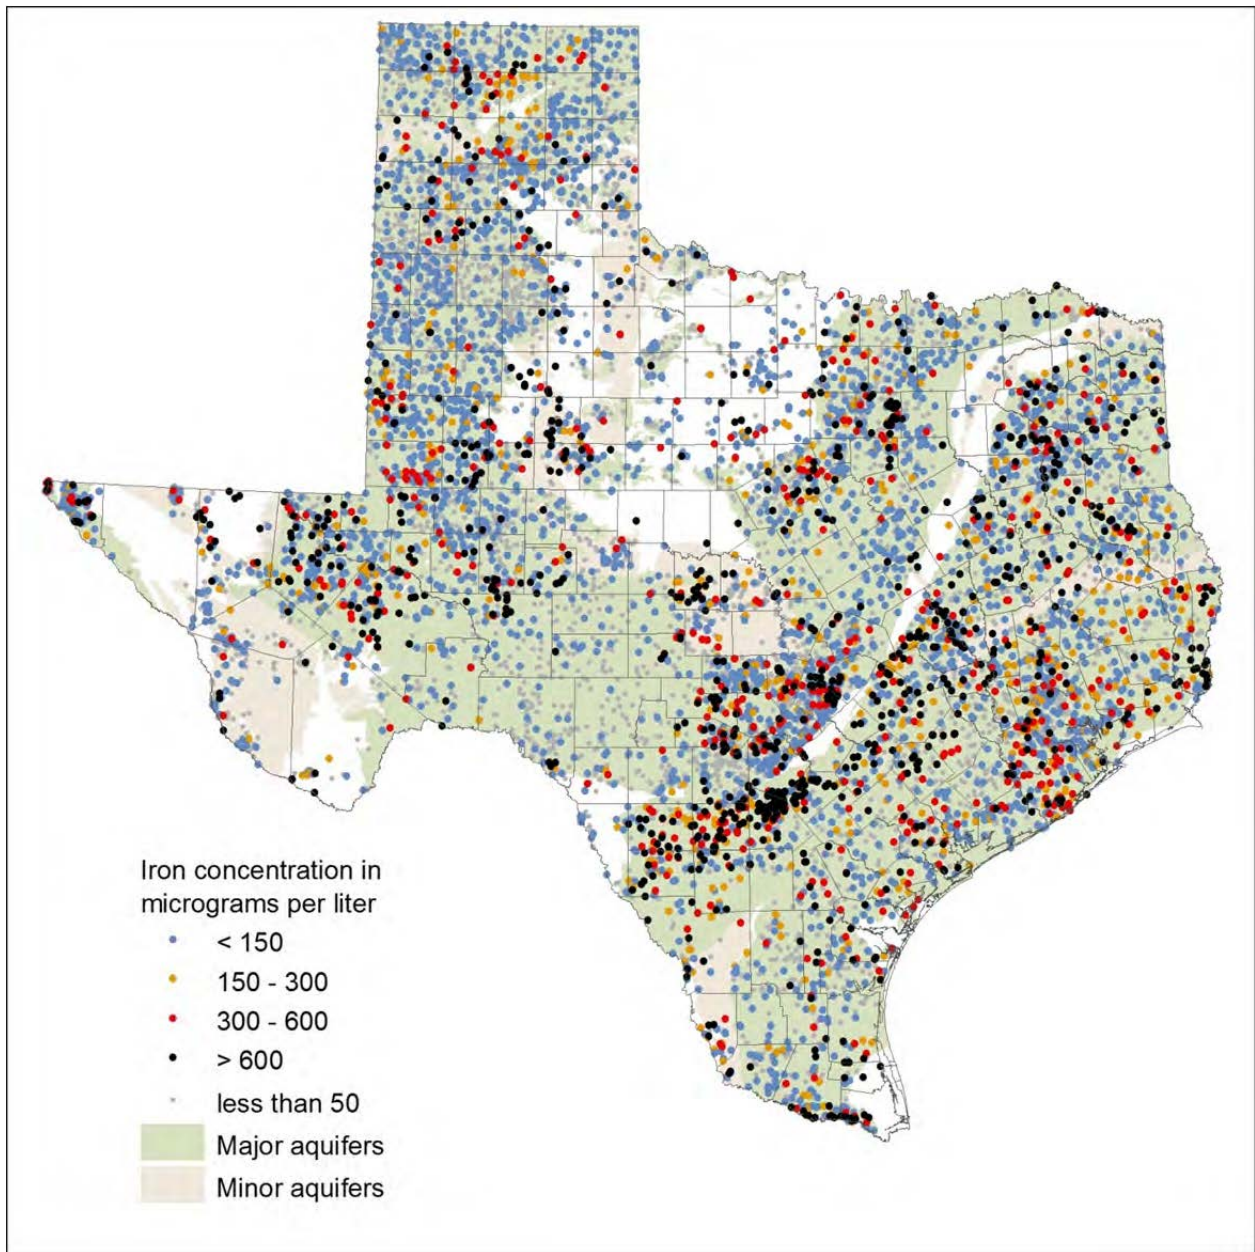 Iron concentration in
micrograms per liter
< 150
150 - 300
300 - 600
> 600
less than 50
Major aquifers
Minor aquifers